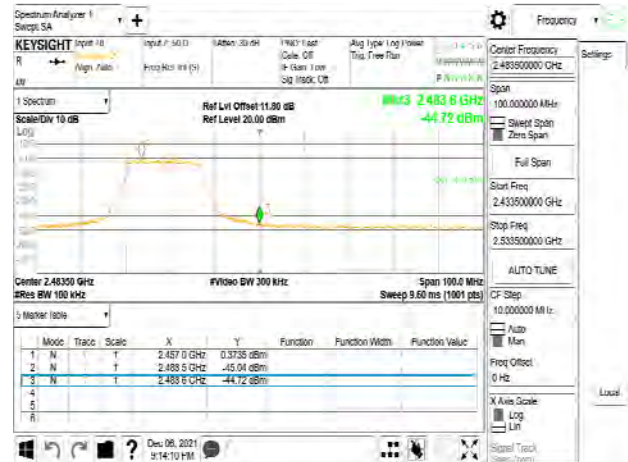 Spectrum Analyzer 1
Swept SA
+
Frequency
KEYSIGHT Input: RF
R
Align: Auto
Input Z: 50 Ω
Freq Ref: Int (S)
Atten: 30 dB
PNO: Fast
Gate: Off
IF Gain: Low
Sig Track: Off
Avg Type: Log Power
Trig: Free Run
Center Frequency
2.483500000 GHz
Settings
1 Spectrum
Scale/Div 10 dB
Log
Ref Lvl Offset 11.80 dB
Ref Level 20.00 dBm
Mkr3 2.483 6 GHz
-44.72 dBm
Span
100.000000 MHz
Swept Span
Zero Span
Full Span
Start Freq
2.433500000 GHz
Stop Freq
2.533500000 GHz
AUTO TUNE
Center 2.48350 GHz
#Res BW 100 kHz
#Video BW 300 kHz
Span 100.0 MHz
Sweep 9.60 ms (1001 pts)
CF Step
10.000000 MHz
Auto
Man
Freq Offset
0 Hz
X Axis Scale
Log
Lin
Signal Track
Local
5 Marker Table
Mode Trace Scale X Y Function Function Width Function Value
1 N 1 f 2.457 0 GHz 0.3735 dBm
2 N 1 f 2.483 5 GHz -45.04 dBm
3 N 1 f 2.483 6 GHz -44.72 dBm
4
5
6
?
Dec 06, 2021
9:14:10 PM